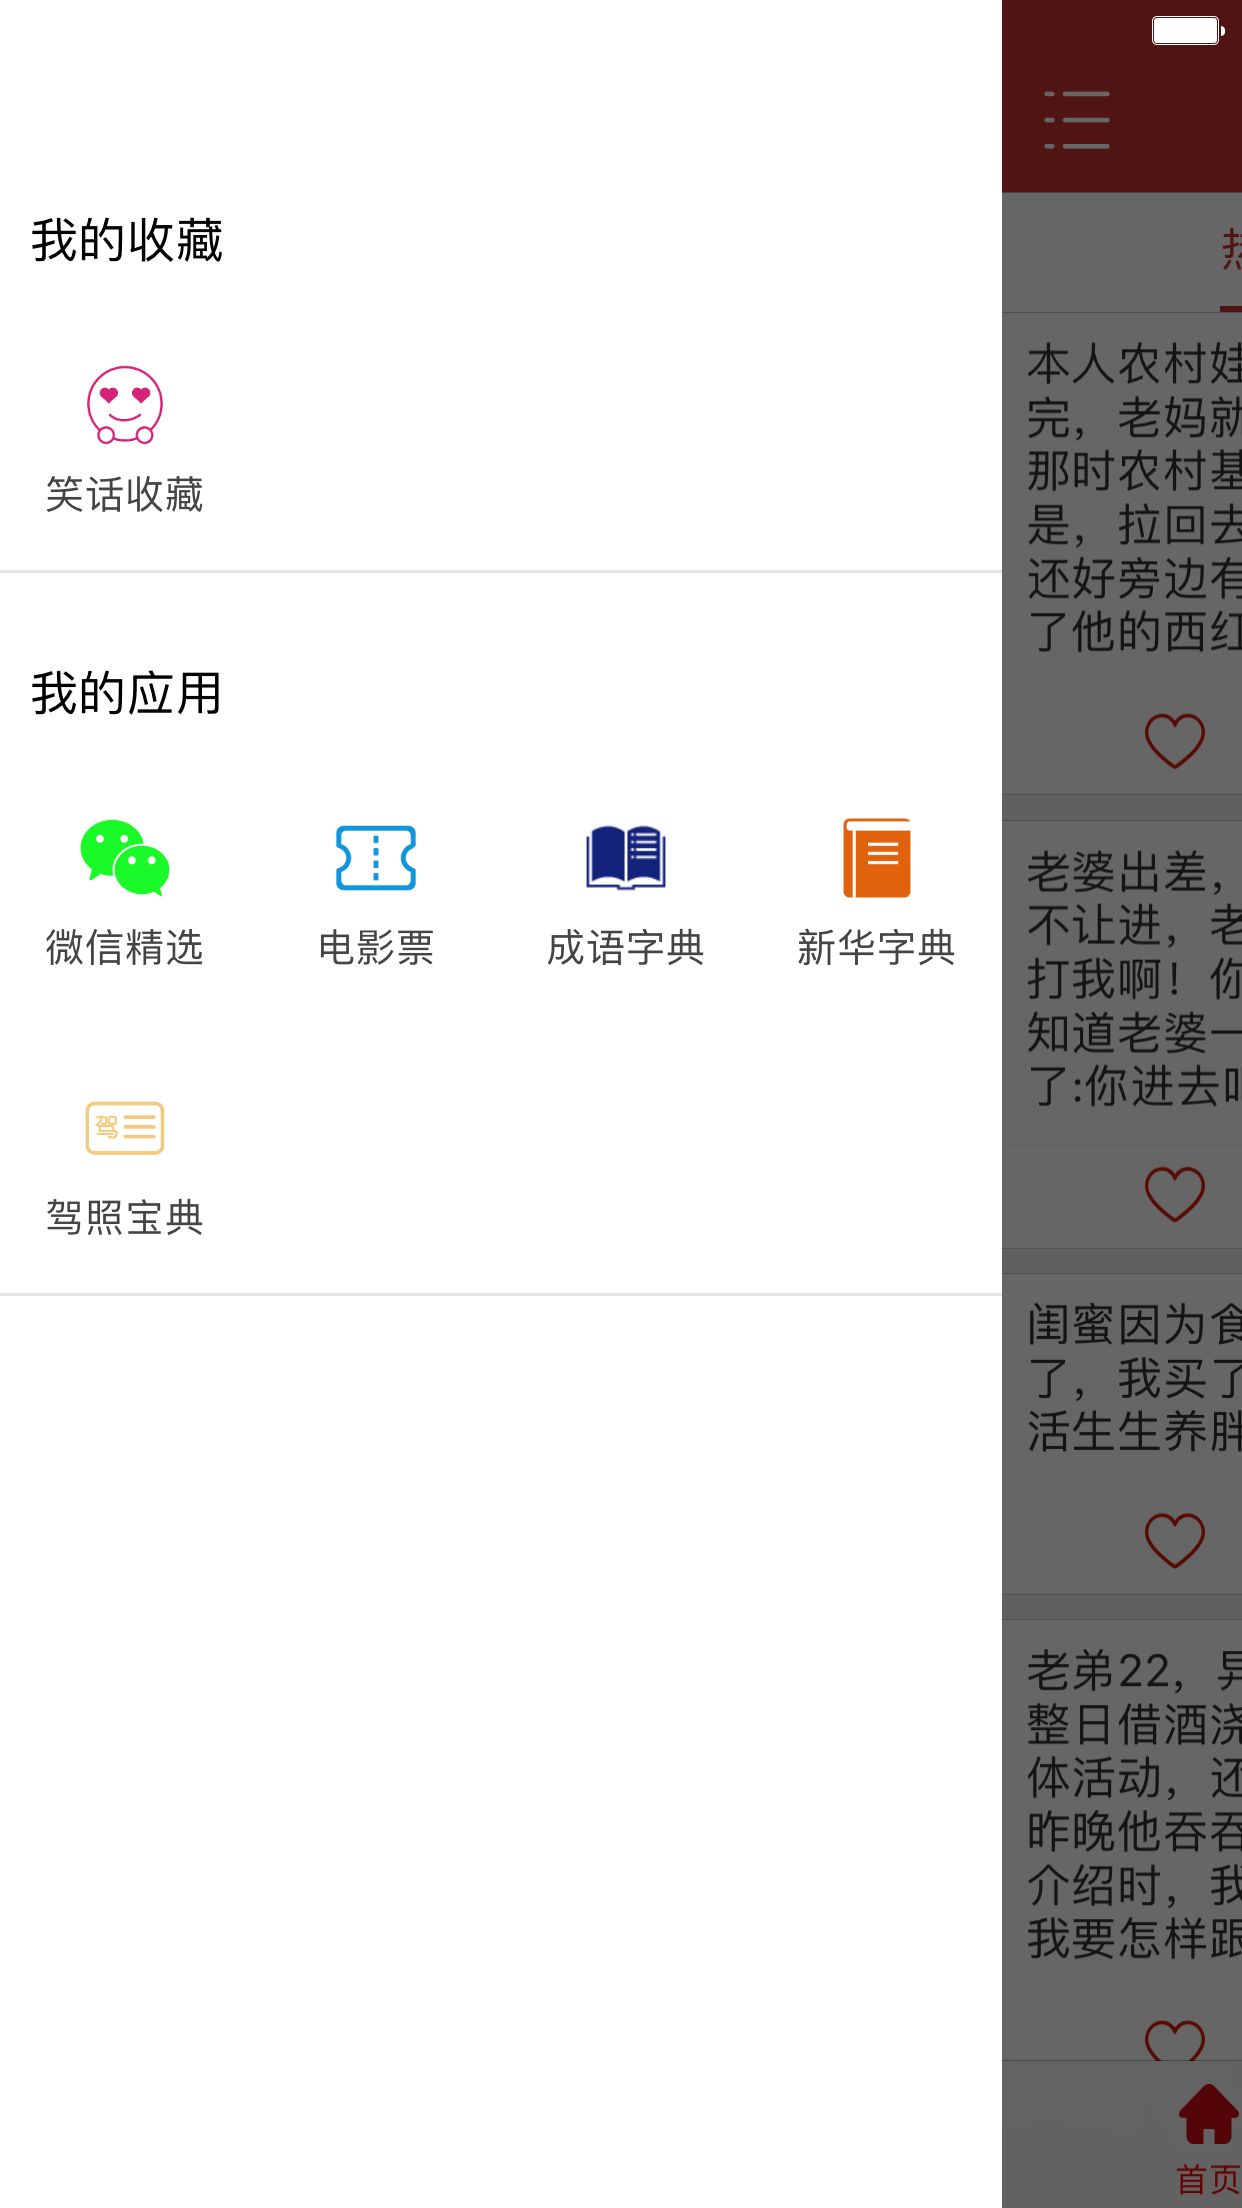 我的收藏
笑话收藏
我的应用
微信精选
电影票
成语字典
新华字典
驾
驾照宝典
本人农村娃
完，老妈就
那时农村基
是，拉回去
还好旁边有
了他的西红
老婆出差，
不让进，老
打我啊！你
知道老婆一
了:你进去
闺蜜因为食
了，我买了
活生生养胖
老弟22，
整日借酒浇
体活动，还
昨晚他吞吞
介绍时，我
我要怎样跟
首页